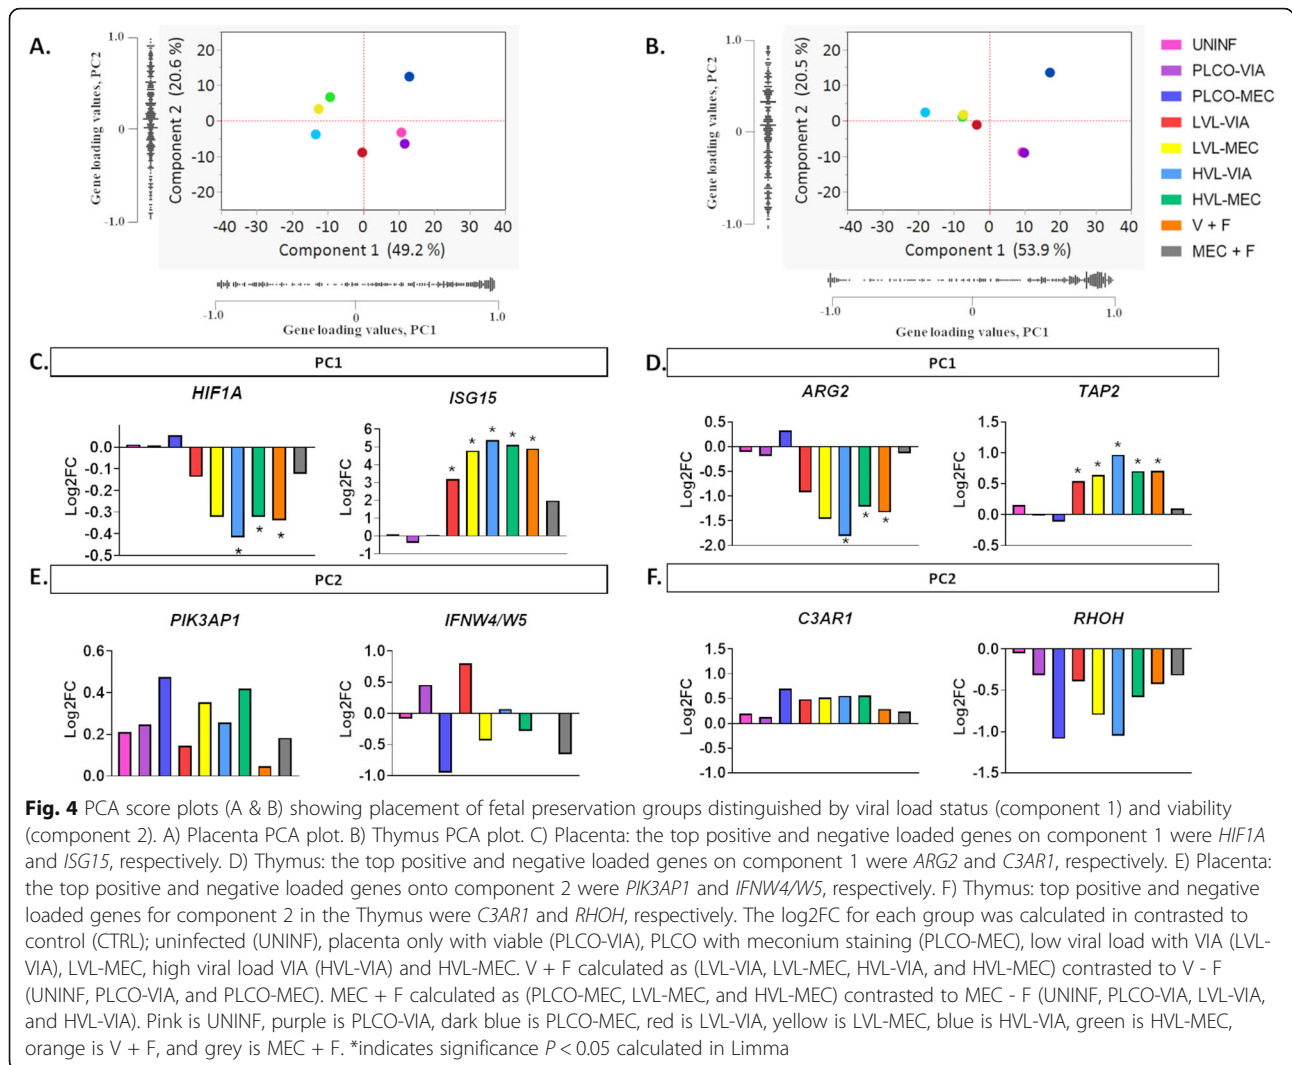 A.
1.0
0
-1.0
Gene loading values, PC2
20
10
0
-10
-20
Component 2 (20.6 %)
-40 -30 -20 -10 0 10 20 30 40
Component 1 (49.2 %)
-1.0 0 1.0
Gene loading values, PC1
B.
1.0
0
-1.0
Gene loading values, PC2
20
10
0
-10
-20
Component 2 (20.5 %)
-40 -30 -20 -10 0 10 20 30 40
Component 1 (53.9 %)
-1.0 0 1.0
Gene loading values, PC1
UNINF
PLCO-VIA
PLCO-MEC
LVL-VIA
LVL-MEC
HVL-VIA
HVL-MEC
V + F
MEC + F
C.
PC1
HIF1A
Log2FC
0.0
-0.1
-0.2
-0.3
-0.4
-0.5
* * *
ISG15
Log2FC
6
5
4
3
2
1
0
-1
* * * * *
D.
PC1
ARG2
Log2FC
0.5
0.0
-0.5
-1.0
-1.5
-2.0
* * *
TAP2
Log2FC
1.5
1.0
0.5
0.0
-0.5
* * * * *
E.
PC2
PIK3AP1
Log2FC
0.6
0.4
0.2
0.0
IFNW4/W5
Log2FC
1.0
0.5
0.0
-0.5
-1.0
F.
PC2
C3AR1
Log2FC
1.5
1.0
0.5
0.0
-0.5
-1.0
RHOH
Log2FC
-0.0
-0.5
-1.0
-1.5
Fig. 4 PCA score plots (A & B) showing placement of fetal preservation groups distinguished by viral load status (component 1) and viability
(component 2). A) Placenta PCA plot. B) Thymus PCA plot. C) Placenta: the top positive and negative loaded genes on component 1 were HIF1A
and ISG15, respectively. D) Thymus: the top positive and negative loaded genes on component 1 were ARG2 and C3AR1, respectively. E) Placenta:
the top positive and negative loaded genes onto component 2 were PIK3AP1 and IFNW4/W5, respectively. F) Thymus: top positive and negative
loaded genes for component 2 in the Thymus were C3AR1 and RHOH, respectively. The log2FC for each group was calculated in contrasted to
control (CTRL); uninfected (UNINF), placenta only with viable (PLCO-VIA), PLCO with meconium staining (PLCO-MEC), low viral load with VIA (LVL-
VIA), LVL-MEC, high viral load VIA (HVL-VIA) and HVL-MEC. V + F calculated as (LVL-VIA, LVL-MEC, HVL-VIA, and HVL-MEC) contrasted to V - F
(UNINF, PLCO-VIA, and PLCO-MEC). MEC + F calculated as (PLCO-MEC, LVL-MEC, and HVL-MEC) contrasted to MEC - F (UNINF, PLCO-VIA, LVL-VIA,
and HVL-VIA). Pink is UNINF, purple is PLCO-VIA, dark blue is PLCO-MEC, red is LVL-VIA, yellow is LVL-MEC, blue is HVL-VIA, green is HVL-MEC,
orange is V + F, and grey is MEC + F. *indicates significance P < 0.05 calculated in Limma